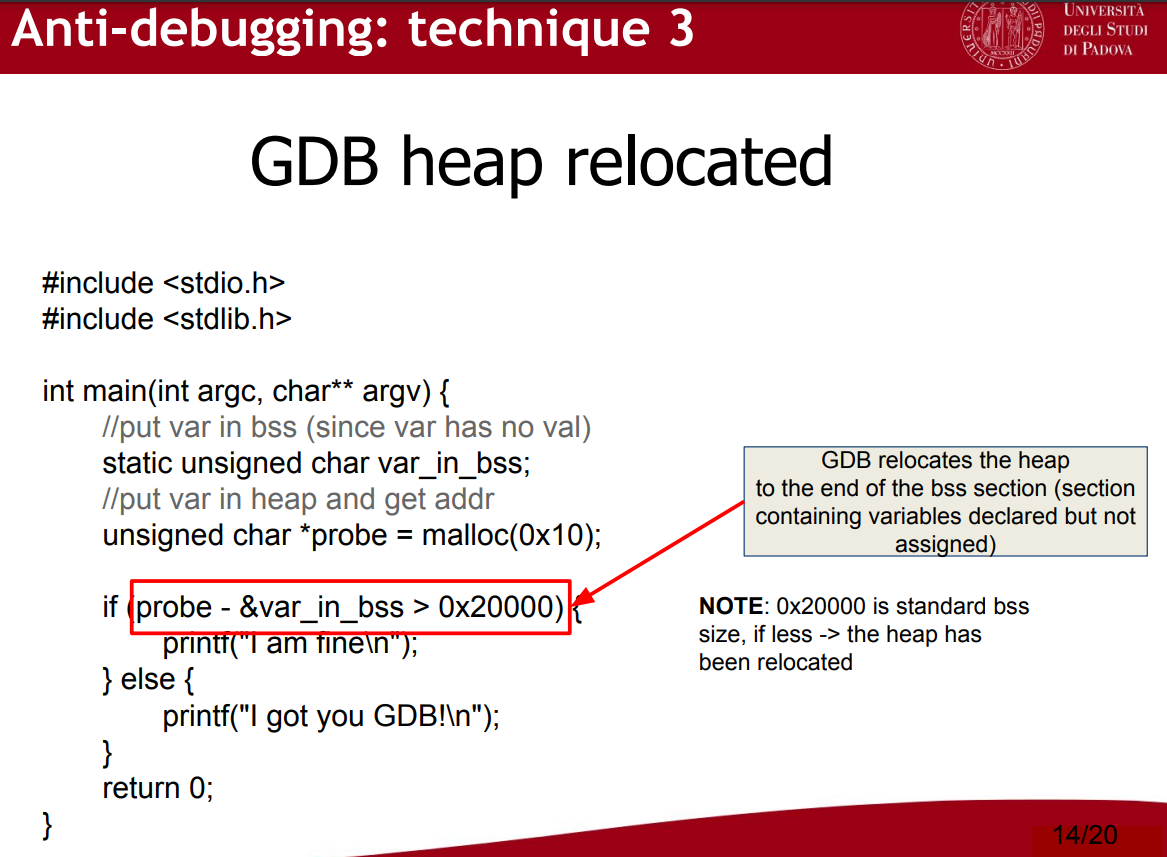 Anti-debugging: technique 3
UNIVERSITÀ
DEGLI STUDI
DI PADOVA
GDB heap relocated
#include <stdio.h>
#include <stdlib.h>
int main(int argc, char** argv) {
//put var in bss (since var has no val)
static unsigned char var_in_bss;
//put var in heap and get addr
unsigned char *probe = malloc(0x10);
if (probe - &var_in_bss > 0x20000) {
printf("I am fine\n");
} else {
printf("I got you GDB!\n");
}
return 0;
}
GDB relocates the heap
to the end of the bss section (section
containing variables declared but not
assigned)
NOTE: 0x20000 is standard bss
size, if less -> the heap has
been relocated
14/20